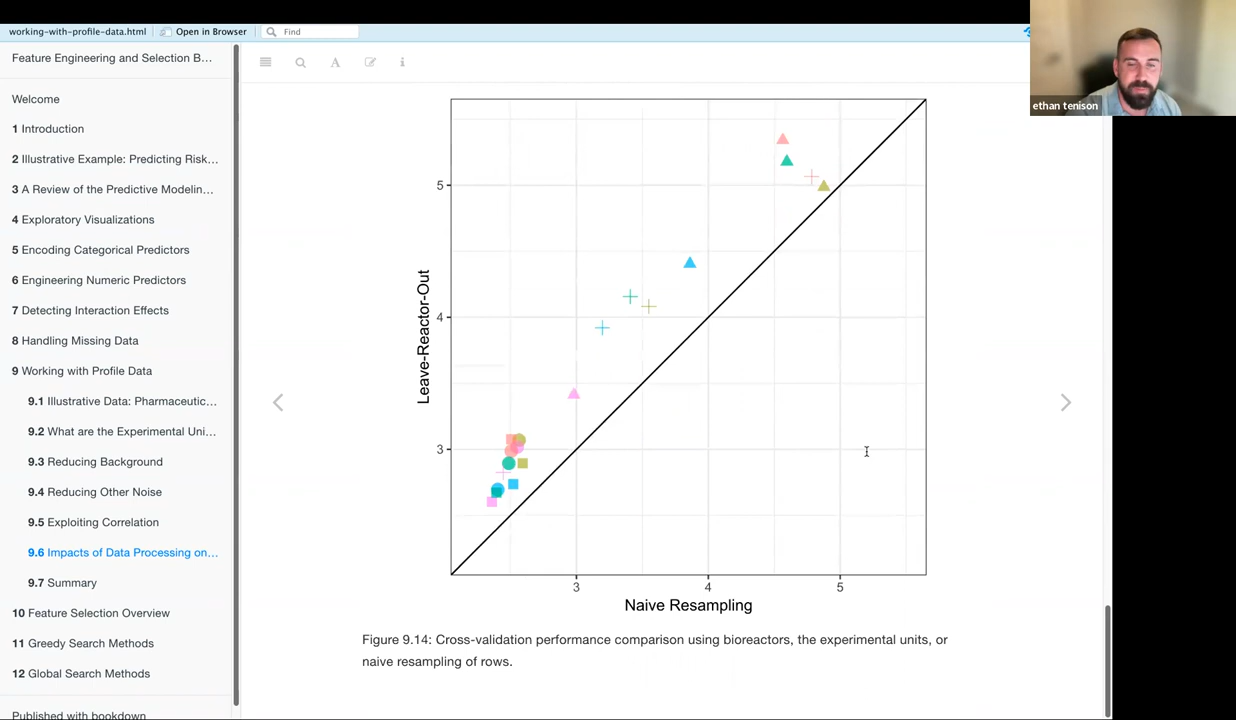 working-with-profile-data.html
Open in Browser
Find
ethan tenison
Feature Engineering and Selection B...
Welcome
1 Introduction
2 Illustrative Example: Predicting Risk...
3 A Review of the Predictive Modelin...
4 Exploratory Visualizations
5 Encoding Categorical Predictors
6 Engineering Numeric Predictors
7 Detecting Interaction Effects
8 Handling Missing Data
9 Working with Profile Data
9.1 Illustrative Data: Pharmaceutic...
9.2 What are the Experimental Uni...
9.3 Reducing Background
9.4 Reducing Other Noise
9.5 Exploiting Correlation
9.6 Impacts of Data Processing on...
9.7 Summary
10 Feature Selection Overview
11 Greedy Search Methods
12 Global Search Methods
Published with bookdown
A
i
Leave-Reactor-Out
5
4
3
3
4
5
Naive Resampling
Figure 9.14: Cross-validation performance comparison using bioreactors, the experimental units, or
naive resampling of rows.